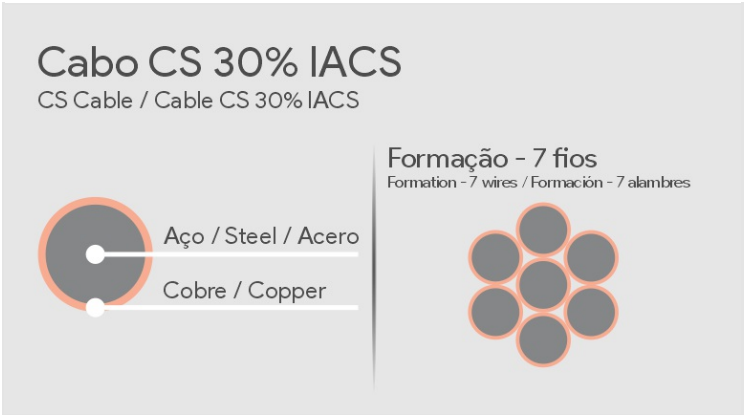 Cabo CS 30% IACS
CS Cable / Cable CS 30% IACS
Formação - 7 fios
Formation - 7 wires / Formación - 7 alambres
Aço / Steel / Acero
Cobre / Copper